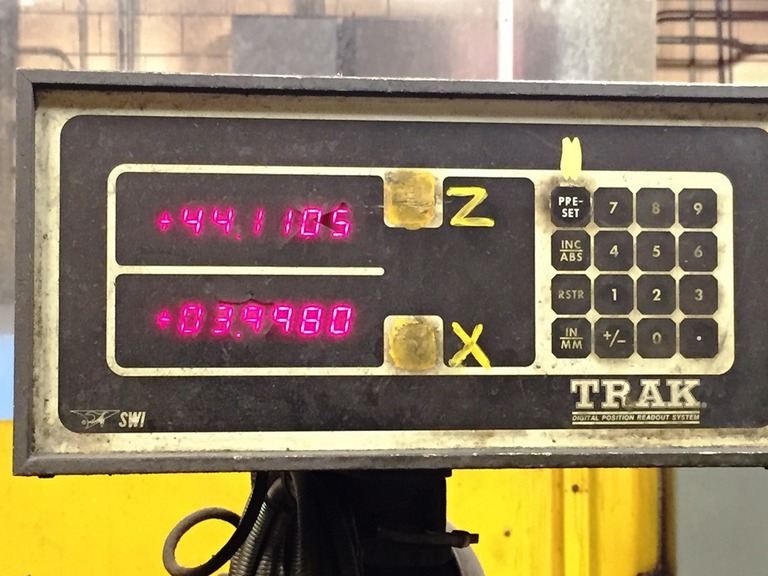 +44.1105 Z
+03.9980 X
PRE-
SET 7 8 9
INC
ABS 4 5 6
RSTR 1 2 3
IN
MM +/- 0 .
TRAK
DIGITAL POSITION READOUT SYSTEM
SWI